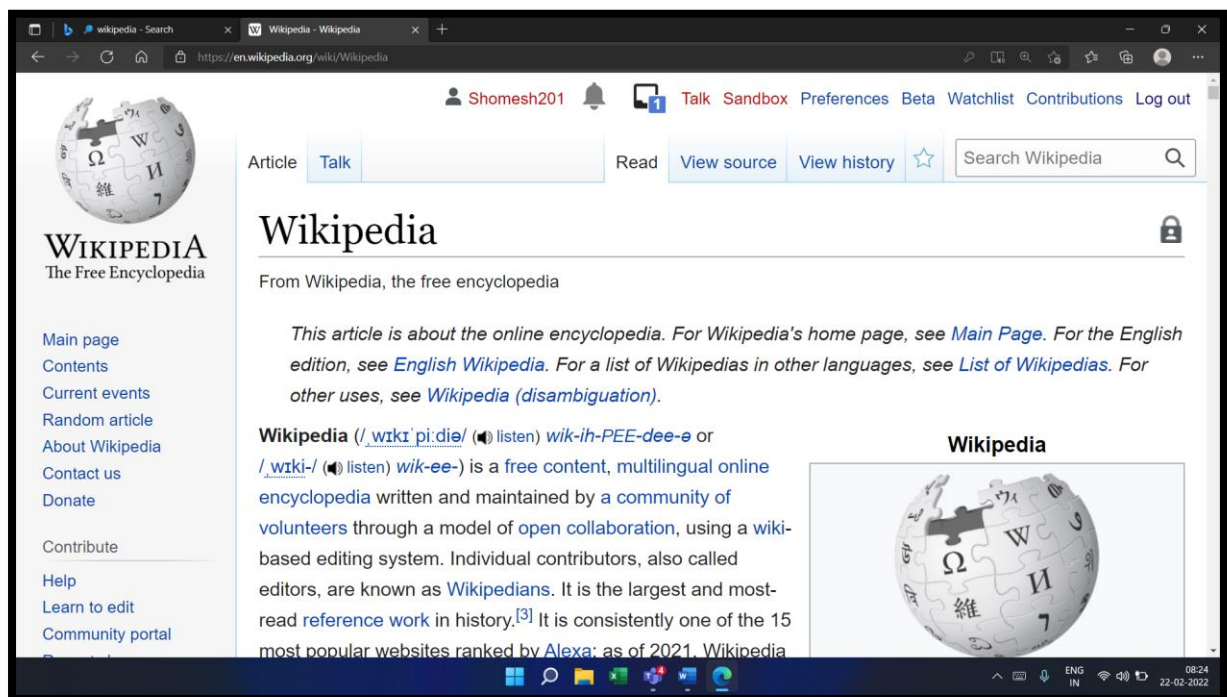 wikipedia - Search
Wikipedia - Wikipedia
https://en.wikipedia.org/wiki/Wikipedia
Shomesh201 1 Talk Sandbox Preferences Beta Watchlist Contributions Log out
Article Talk Read View source View history Search Wikipedia
WIKIPEDIA
The Free Encyclopedia
Main page
Contents
Current events
Random article
About Wikipedia
Contact us
Donate
Contribute
Help
Learn to edit
Community portal
Wikipedia
From Wikipedia, the free encyclopedia
This article is about the online encyclopedia. For Wikipedia's home page, see Main Page. For the English
edition, see English Wikipedia. For a list of Wikipedias in other languages, see List of Wikipedias. For
other uses, see Wikipedia (disambiguation).
Wikipedia (/ˌwɪkɪˈpiːdiə/ (listen) wik-ih-PEE-dee-ə or
/ˌwɪki-/ (listen) wik-ee-) is a free content, multilingual online
encyclopedia written and maintained by a community of
volunteers through a model of open collaboration, using a wiki-
based editing system. Individual contributors, also called
editors, are known as Wikipedians. It is the largest and most-
read reference work in history.[3] It is consistently one of the 15
most popular websites ranked by Alexa; as of 2021, Wikipedia
Wikipedia
ENG
IN
08:24
22-02-2022